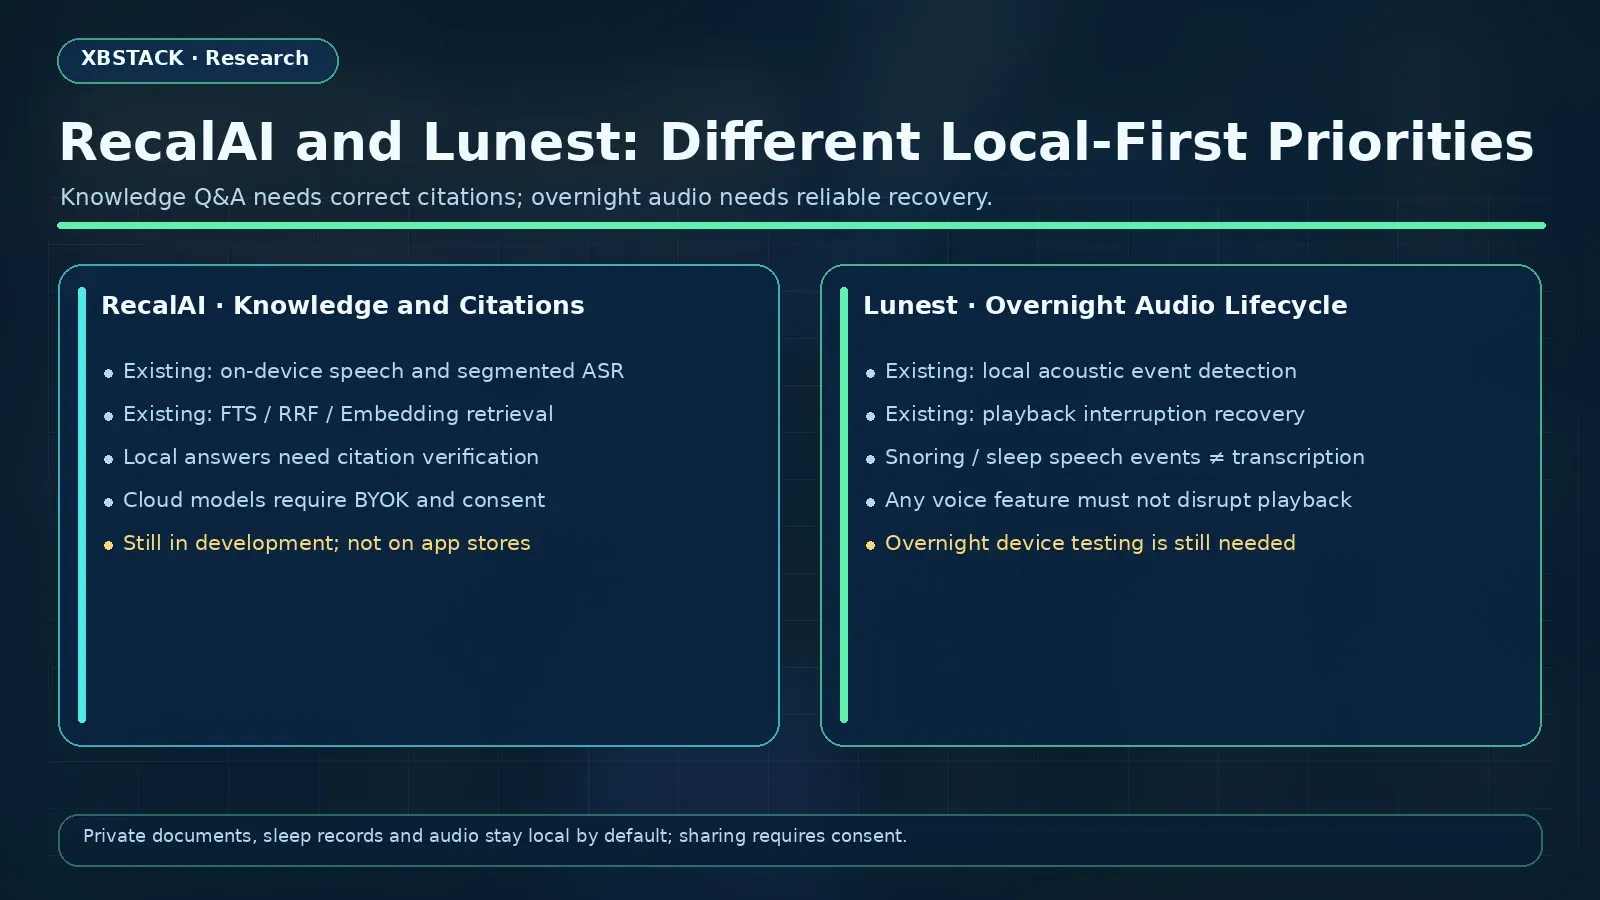 XBSTACK · Research
RecalAI and Lunest: Different Local-First Priorities
Knowledge Q&A needs correct citations; overnight audio needs reliable recovery.
RecalAI · Knowledge and Citations
• Existing: on-device speech and segmented ASR
• Existing: FTS / RRF / Embedding retrieval
• Local answers need citation verification
• Cloud models require BYOK and consent
• Still in development; not on app stores
Lunest · Overnight Audio Lifecycle
• Existing: local acoustic event detection
• Existing: playback interruption recovery
• Snoring / sleep speech events ≠ transcription
• Any voice feature must not disrupt playback
• Overnight device testing is still needed
Private documents, sleep records and audio stay local by default; sharing requires consent.